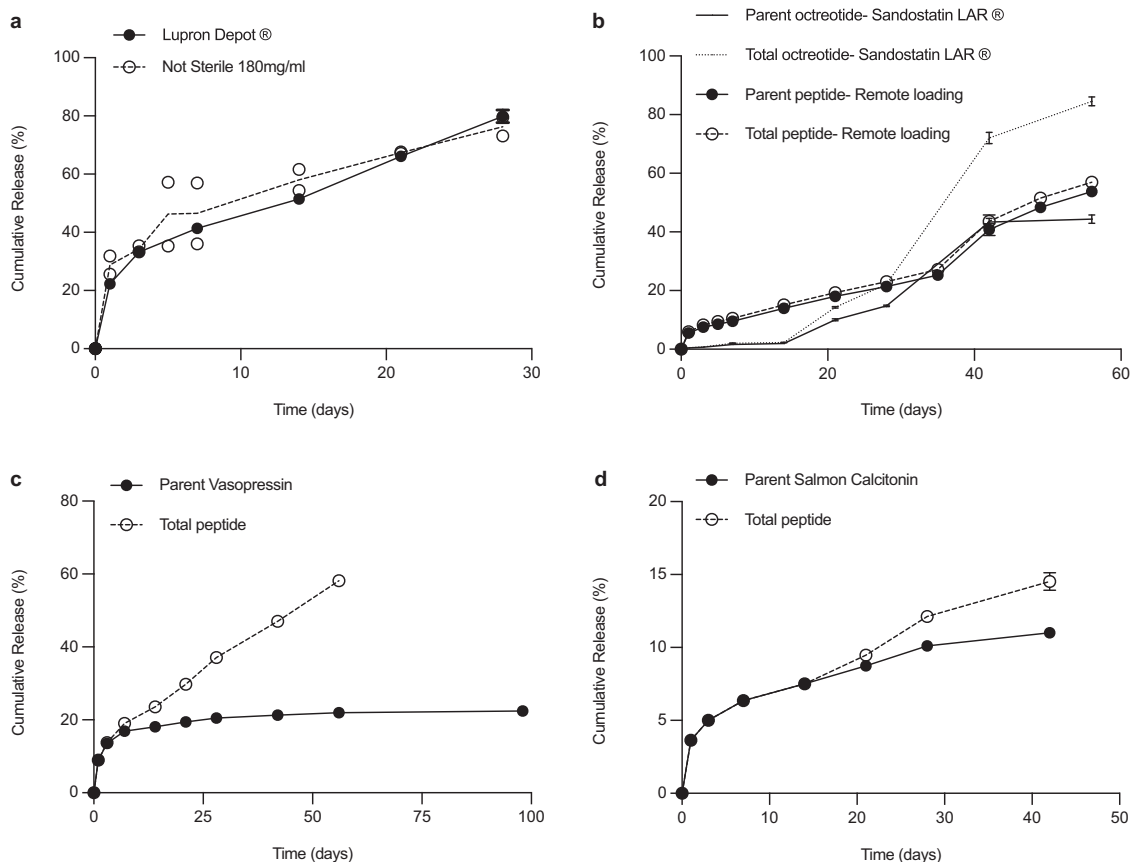 a
Lupron Depot ®
Not Sterile 180mg/ml
100
80
60
40
20
0
Cumulative Release (%)
0 10 20 30
Time (days)
b
Parent octreotide- Sandostatin LAR ®
Total octreotide- Sandostatin LAR ®
Parent peptide- Remote loading
Total peptide- Remote loading
100
80
60
40
20
0
Cumulative Release (%)
0 20 40 60
Time (days)
c
Parent Vasopressin
Total peptide
80
60
40
20
0
Cumulative Release (%)
0 25 50 75 100
Time (days)
d
Parent Salmon Calcitonin
Total peptide
20
15
10
5
0
Cumulative Release (%)
0 10 20 30 40 50
Time (days)